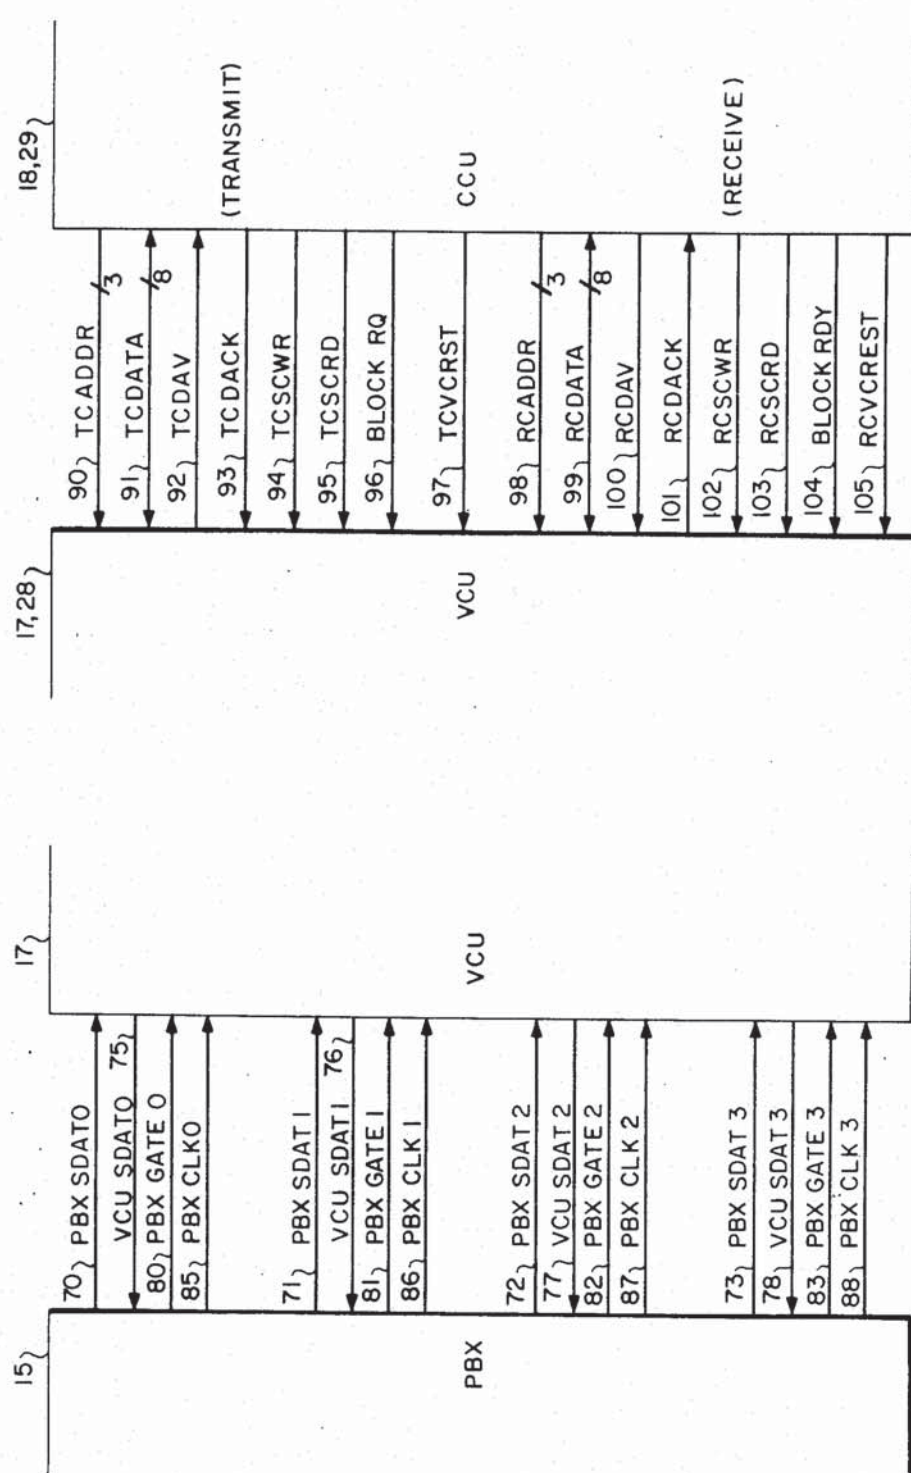 15
PBX
70 PBX SDAT0
VCU SDAT0 75
80 PBX GATE 0
85 PBX CLK0
71 PBX SDAT 1
VCU SDAT 1 76
81 PBX GATE 1
86 PBX CLK 1
72 PBX SDAT 2
77 VCU SDAT 2
82 PBX GATE 2
87 PBX CLK 2
73 PBX SDAT 3
78 VCU SDAT 3
83 PBX GATE 3
88 PBX CLK 3
17
VCU
17,28
VCU
90 TCADDR /3
91 TCDATA /8
92 TCDAV
93 TCDACK
94 TCSCWR
95 TCSCRD
96 BLOCK RQ
97 TCVCRST
98 RCADDR /3
99 RCDATA /8
100 RCDAV
101 RCDACK
102 RCSCWR
103 RCSCRD
104 BLOCK RDY
105 RCVCREST
18,29
(TRANSMIT)
CCU
(RECEIVE)